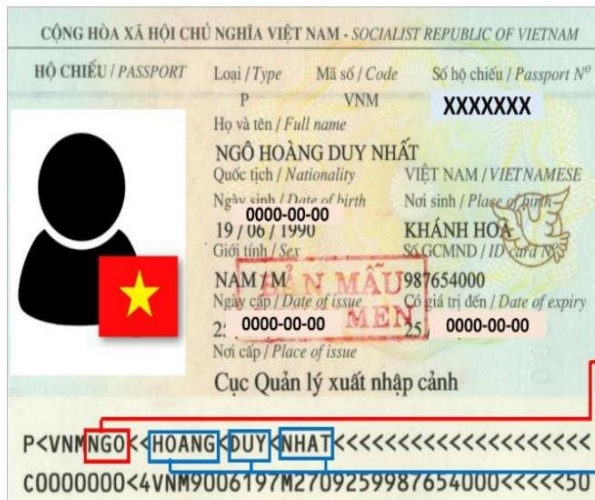 CỘNG HÒA XÃ HỘI CHỦ NGHĨA VIỆT NAM - SOCIALIST REPUBLIC OF VIETNAM
HỘ CHIẾU / PASSPORT Loại / Type Mã số / Code Số hộ chiếu / Passport Nº
P VNM XXXXXXX
Họ và tên / Full name
NGÔ HOÀNG DUY NHẤT
Quốc tịch / Nationality VIỆT NAM / VIETNAMESE
Ngày sinh / Date of birth Nơi sinh / Place of birth
0000-00-00
19 / 06 / 1990 KHÁNH HOÀ
Giới tính / Sex Số GCMND / ID card Nº
NAM / M 987654000
BẢN MẪU
Ngày cấp / Date of issue Có giá trị đến / Date of expiry
MEN
0000-00-00 25 0000-00-00
Nơi cấp / Place of issue
Cục Quản lý xuất nhập cảnh
P<VNMNGO<<HOANG<DUY<NHAT<<<<<<<<<<<<<<<<<<<<
C0000000<4VNM9006197M2709259987654000<<<<<50